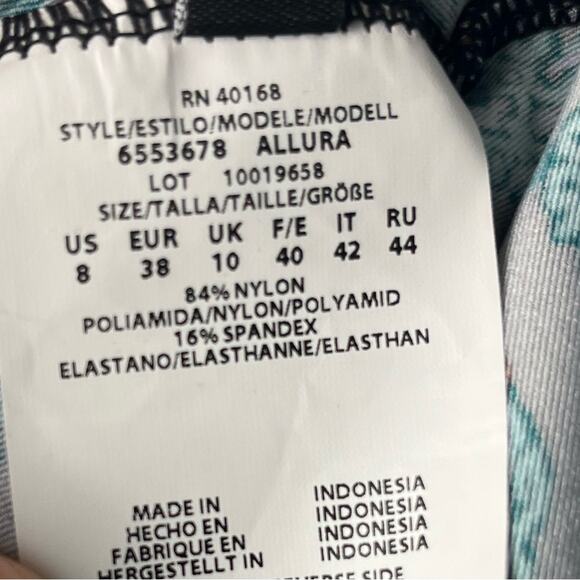 RN 40168
STYLE/ESTILO/MODELE/MODELL
6553678 ALLURA
LOT 10019658
SIZE/TALLA/TAILLE/GRÖßE
US EUR UK F/E IT RU
8 38 10 40 42 44
84% NYLON
POLIAMIDA/NYLON/POLYAMID
16% SPANDEX
ELASTANO/ELASTHANNE/ELASTHAN
MADE IN INDONESIA
HECHO EN INDONESIA
FABRIQUE EN INDONESIA
HERGESTELLT IN INDONESIA
SIDE